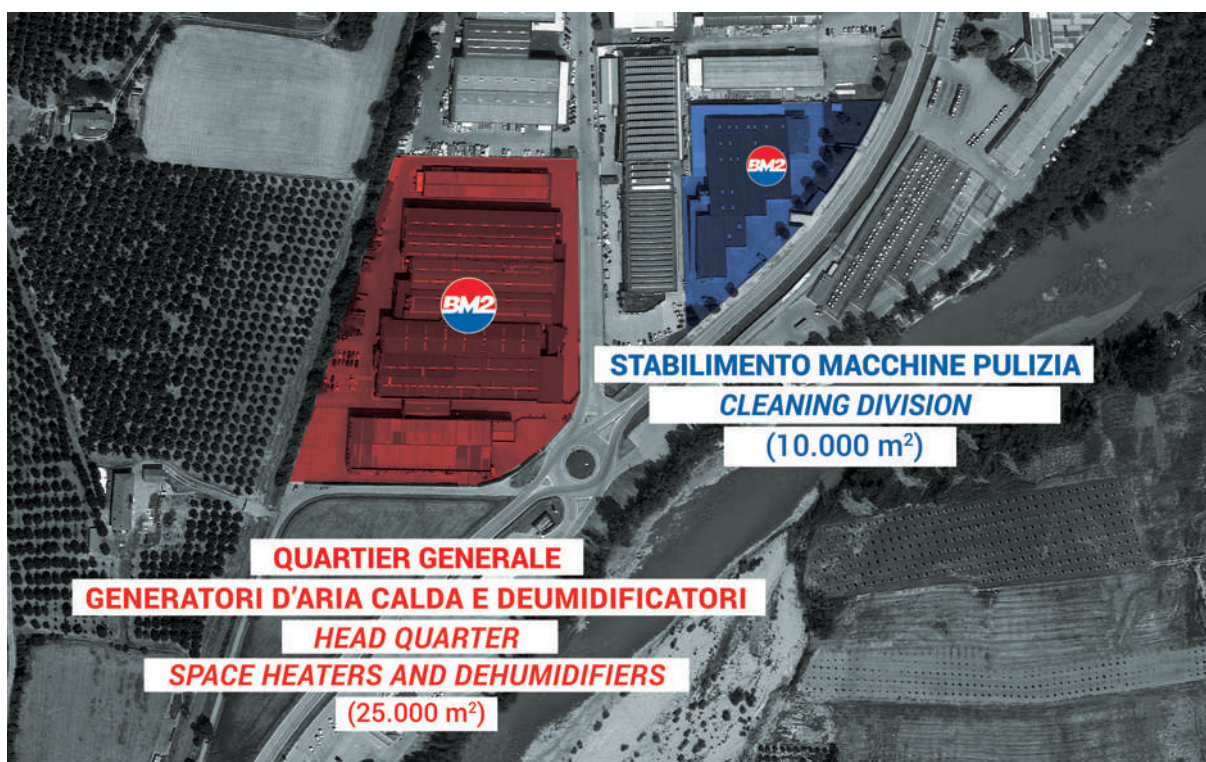 BM2
BM2
STABILIMENTO MACCHINE PULIZIA
CLEANING DIVISION
(10.000 m²)
QUARTIER GENERALE
GENERATORI D'ARIA CALDA E DEUMIDIFICATORI
HEAD QUARTER
SPACE HEATERS AND DEHUMIDIFIERS
(25.000 m²)